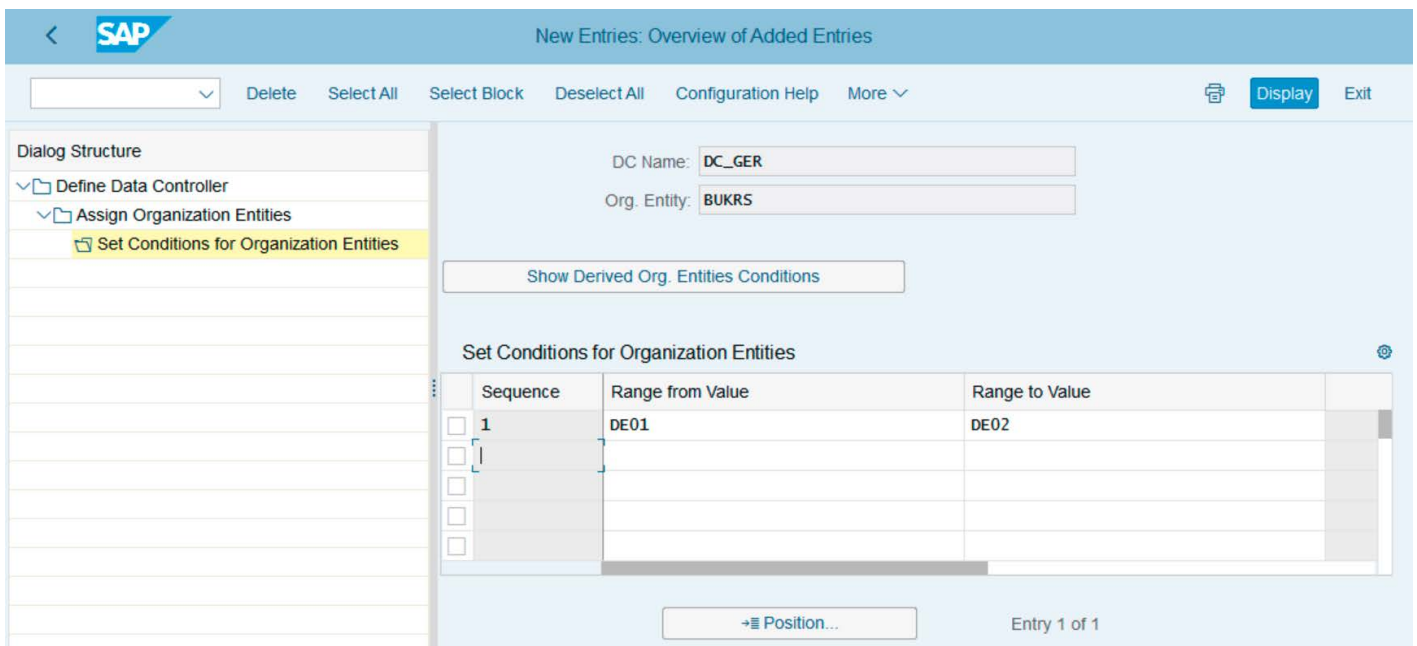 SAP
New Entries: Overview of Added Entries
Delete Select All Select Block Deselect All Configuration Help More Display Exit
Dialog Structure
Define Data Controller
Assign Organization Entities
Set Conditions for Organization Entities
DC Name: DC_GER
Org. Entity: BUKRS
Show Derived Org. Entities Conditions
Set Conditions for Organization Entities
Sequence Range from Value Range to Value
1 DE01 DE02
Position...
Entry 1 of 1